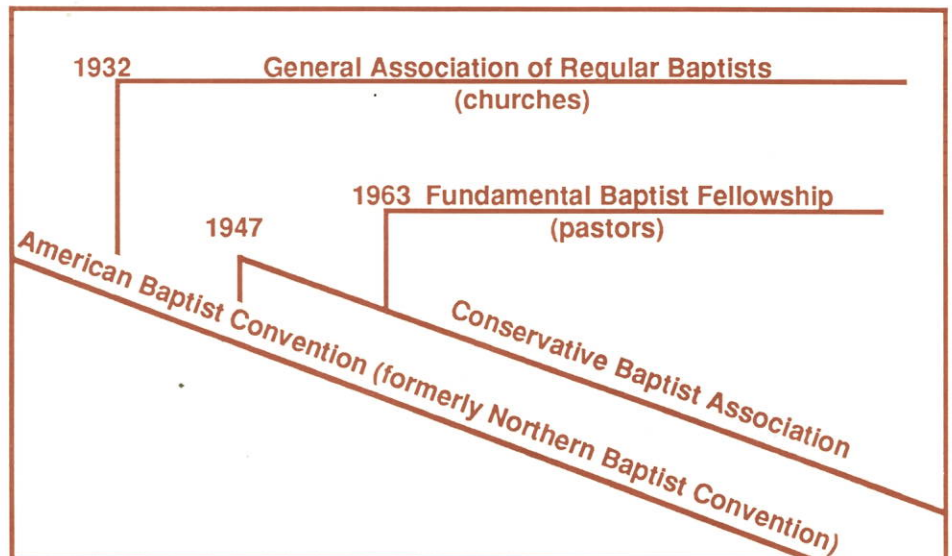 1932 General Association of Regular Baptists
(churches)
1963 Fundamental Baptist Fellowship
(pastors)
1947
American Baptist Convention (formerly Northern Baptist Convention)
Conservative Baptist Association